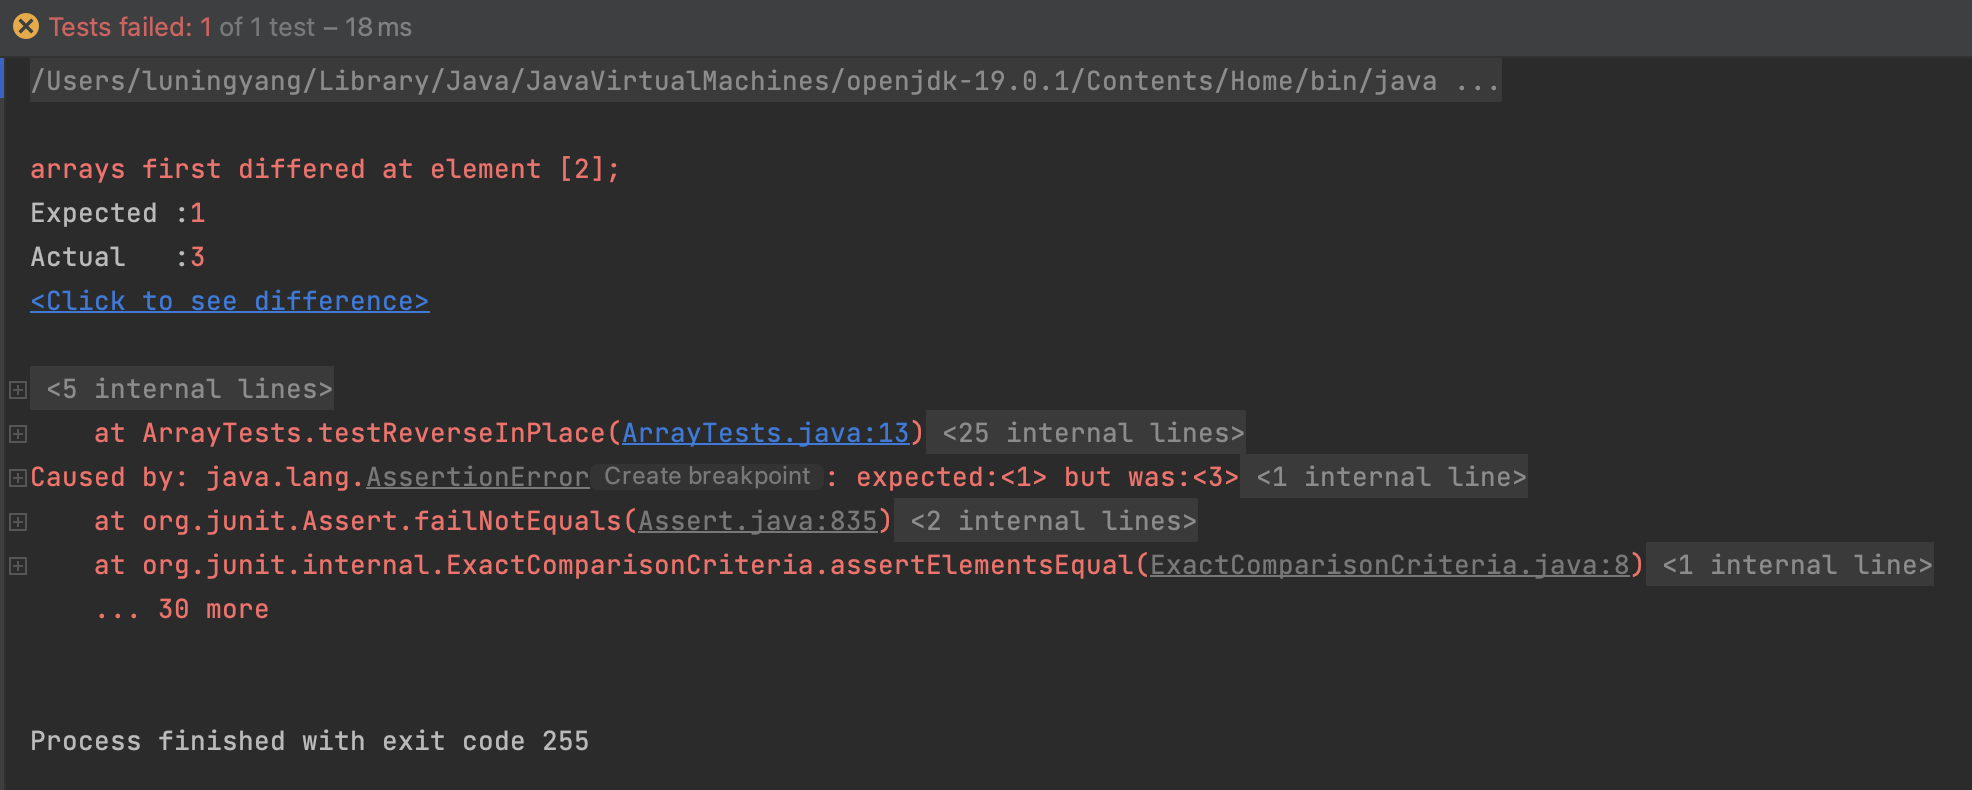 Tests failed: 1 of 1 test – 18 ms
/Users/luningyang/Library/Java/JavaVirtualMachines/openjdk-19.0.1/Contents/Home/bin/java ...
arrays first differed at element [2];
Expected :1
Actual   :3
<Click to see difference>
<5 internal lines>
at ArrayTests.testReverseInPlace(ArrayTests.java:13) <25 internal lines>
Caused by: java.lang.AssertionError Create breakpoint : expected:<1> but was:<3> <1 internal line>
at org.junit.Assert.failNotEquals(Assert.java:835) <2 internal lines>
at org.junit.internal.ExactComparisonCriteria.assertElementsEqual(ExactComparisonCriteria.java:8) <1 internal line>
... 30 more
Process finished with exit code 255